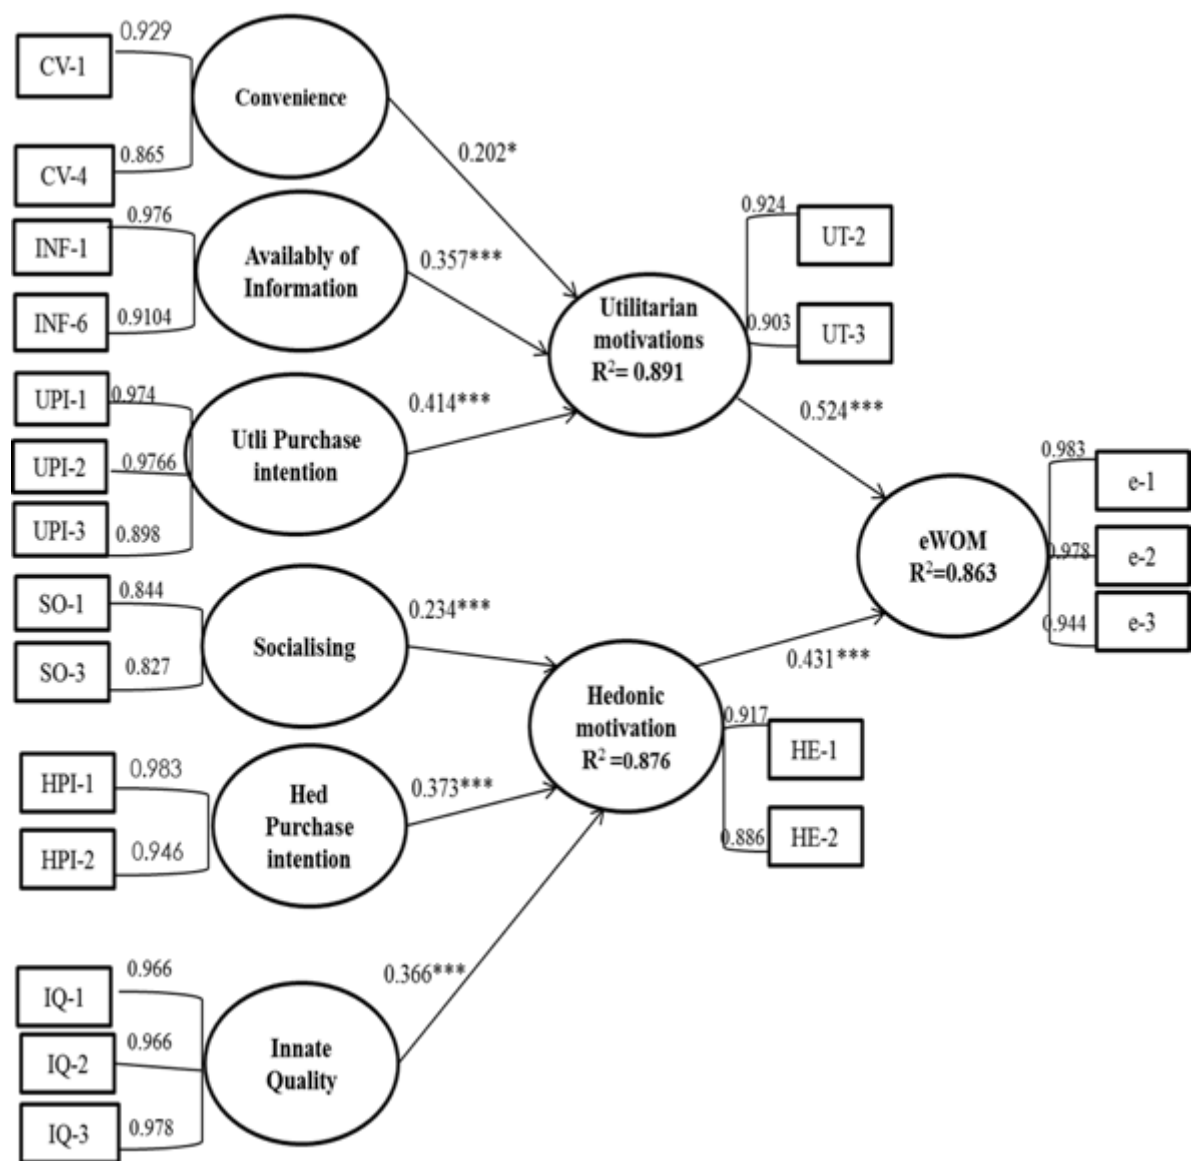 0.929
CV-1
Convenience
0.865
CV-4
0.202*
0.976
INF-1
Availably of
Information
0.357***
INF-6
0.9104
0.924
UT-2
Utilitarian
motivations
R²= 0.891
0.903
UT-3
UPI-1
0.974
0.414***
UPI-2
0.9766
Utli Purchase
intention
UPI-3
0.898
0.524***
0.983
e-1
eWOM
R²=0.863
0.978
e-2
0.944
e-3
SO-1
0.844
0.234***
Socialising
SO-3
0.827
0.431***
Hedonic
motivation
R² =0.876
0.917
HE-1
0.886
HE-2
HPI-1
0.983
0.373***
Hed
Purchase
intention
HPI-2
0.946
0.366***
IQ-1
0.966
IQ-2
0.966
Innate
Quality
IQ-3
0.978